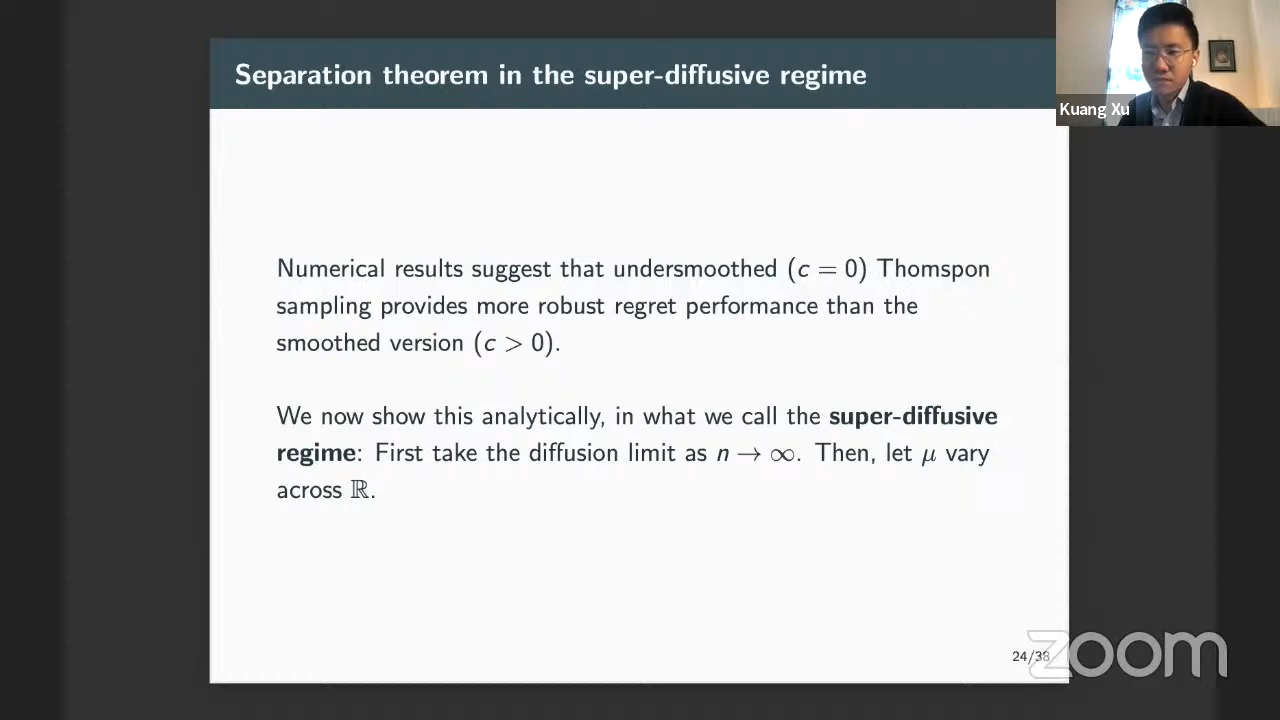 Separation theorem in the super-diffusive regime
Kuang Xu
Numerical results suggest that undersmoothed (c = 0) Thomspon
sampling provides more robust regret performance than the
smoothed version (c > 0).
We now show this analytically, in what we call the super-diffusive
regime: First take the diffusion limit as n → ∞. Then, let μ vary
across ℝ.
24/38
zoom